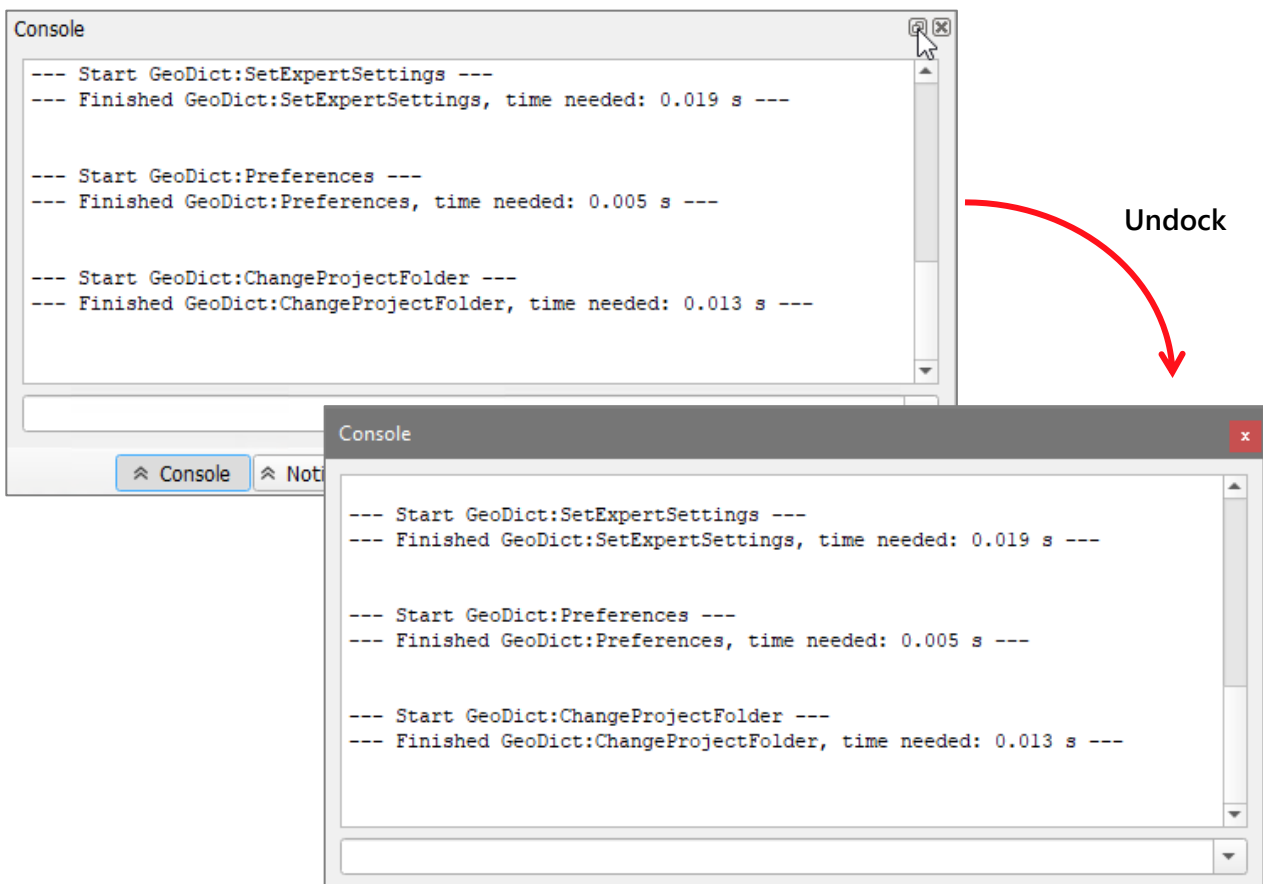 Console
--- Start GeoDict:SetExpertSettings ---
--- Finished GeoDict:SetExpertSettings, time needed: 0.019 s ---
--- Start GeoDict:Preferences ---
--- Finished GeoDict:Preferences, time needed: 0.005 s ---
--- Start GeoDict:ChangeProjectFolder ---
--- Finished GeoDict:ChangeProjectFolder, time needed: 0.013 s ---
Console Noti
Undock
Console
--- Start GeoDict:SetExpertSettings ---
--- Finished GeoDict:SetExpertSettings, time needed: 0.019 s ---
--- Start GeoDict:Preferences ---
--- Finished GeoDict:Preferences, time needed: 0.005 s ---
--- Start GeoDict:ChangeProjectFolder ---
--- Finished GeoDict:ChangeProjectFolder, time needed: 0.013 s ---